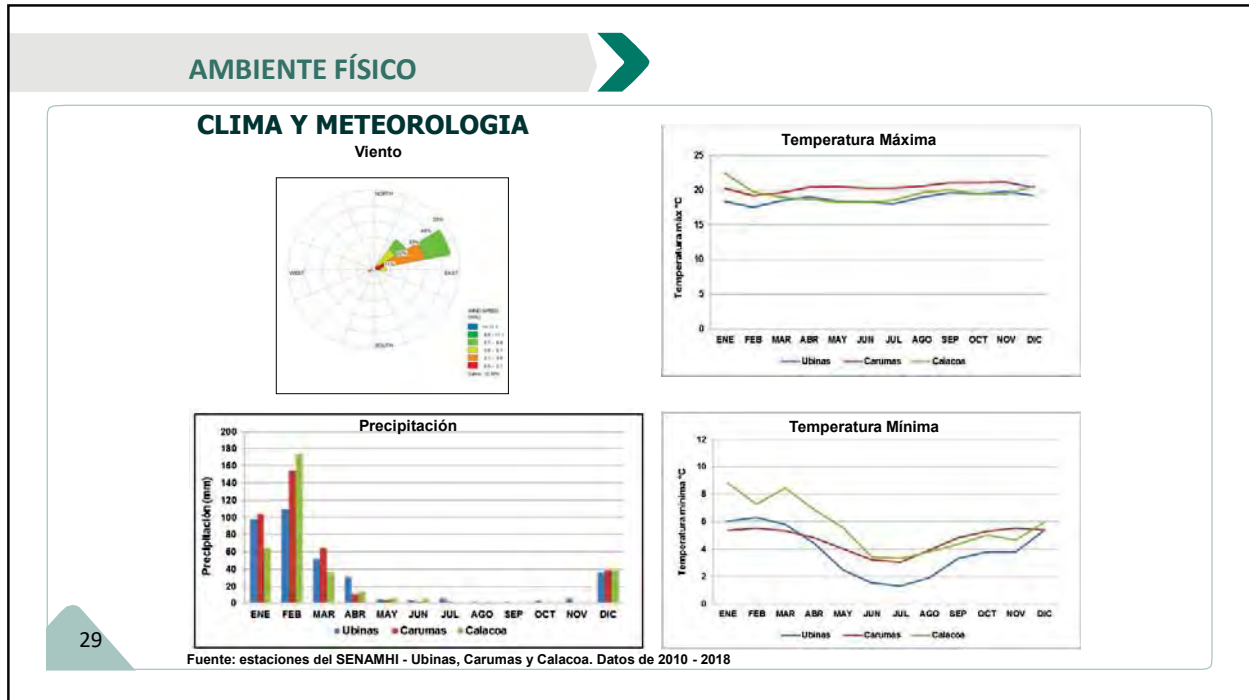 AMBIENTE FÍSICO
CLIMA Y METEOROLOGIA
Viento
NORTH
WEST
EAST
SOUTH
Temperatura Máxima
Temperatura máx °C
25
20
15
10
5
0
ENE FEB MAR ABR MAY JUN JUL AGO SEP OCT NOV DIC
Ubinas Carumas Calacoa
Precipitación
Precipitación (mm)
200
180
160
140
120
100
80
60
40
20
0
ENE FEB MAR ABR MAY JUN JUL AGO SEP OCT NOV DIC
Ubinas Carumas Calacoa
Temperatura Mínima
Temperatura mínima °C
12
10
8
6
4
2
0
ENE FEB MAR ABR MAY JUN JUL AGO SEP OCT NOV DIC
Ubinas Carumas Calacoa
29
Fuente: estaciones del SENAMHI - Ubinas, Carumas y Calacoa. Datos de 2010 - 2018